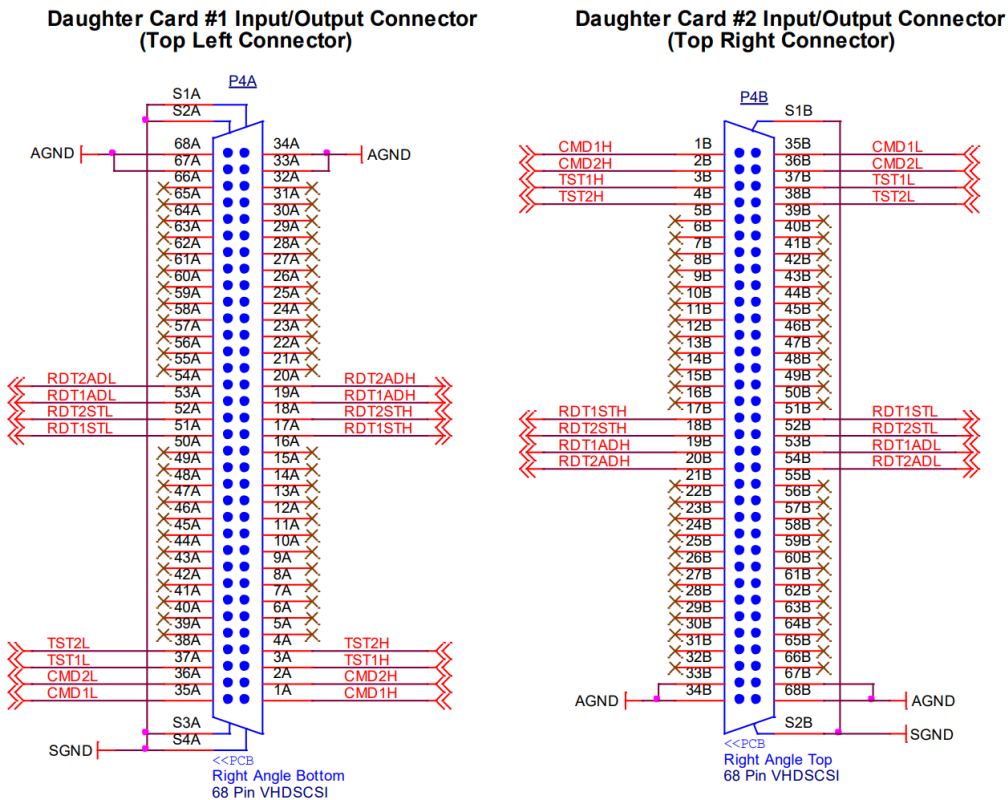 Daughter Card #1 Input/Output Connector
(Top Left Connector)
P4A
S1A
S2A
AGND 68A 34A AGND
67A 33A
66A 32A
65A 31A
64A 30A
63A 29A
62A 28A
61A 27A
60A 26A
59A 25A
58A 24A
57A 23A
56A 22A
55A 21A
RDT2ADL 54A 20A RDT2ADH
RDT1ADL 53A 19A RDT1ADH
RDT2STL 52A 18A RDT2STH
RDT1STL 51A 17A RDT1STH
50A 16A
49A 15A
48A 14A
47A 13A
46A 12A
45A 11A
44A 10A
43A 9A
42A 8A
41A 7A
40A 6A
39A 5A
TST2L 38A 4A TST2H
TST1L 37A 3A TST1H
CMD2L 36A 2A CMD2H
CMD1L 35A 1A CMD1H
S3A
SGND S4A
<<PCB
Right Angle Bottom
68 Pin VHDSCSI
Daughter Card #2 Input/Output Connector
(Top Right Connector)
P4B
S1B
CMD1H 1B 35B CMD1L
CMD2H 2B 36B CMD2L
TST1H 3B 37B TST1L
TST2H 4B 38B TST2L
5B 39B
6B 40B
7B 41B
8B 42B
9B 43B
10B 44B
11B 45B
12B 46B
13B 47B
14B 48B
15B 49B
16B 50B
RDT1STH 17B 51B RDT1STL
RDT2STH 18B 52B RDT2STL
RDT1ADH 19B 53B RDT1ADL
RDT2ADH 20B 54B RDT2ADL
21B 55B
22B 56B
23B 57B
24B 58B
25B 59B
26B 60B
27B 61B
28B 62B
29B 63B
30B 64B
31B 65B
32B 66B
33B 67B
AGND 34B 68B AGND
S2B SGND
<<PCB
Right Angle Top
68 Pin VHDSCSI